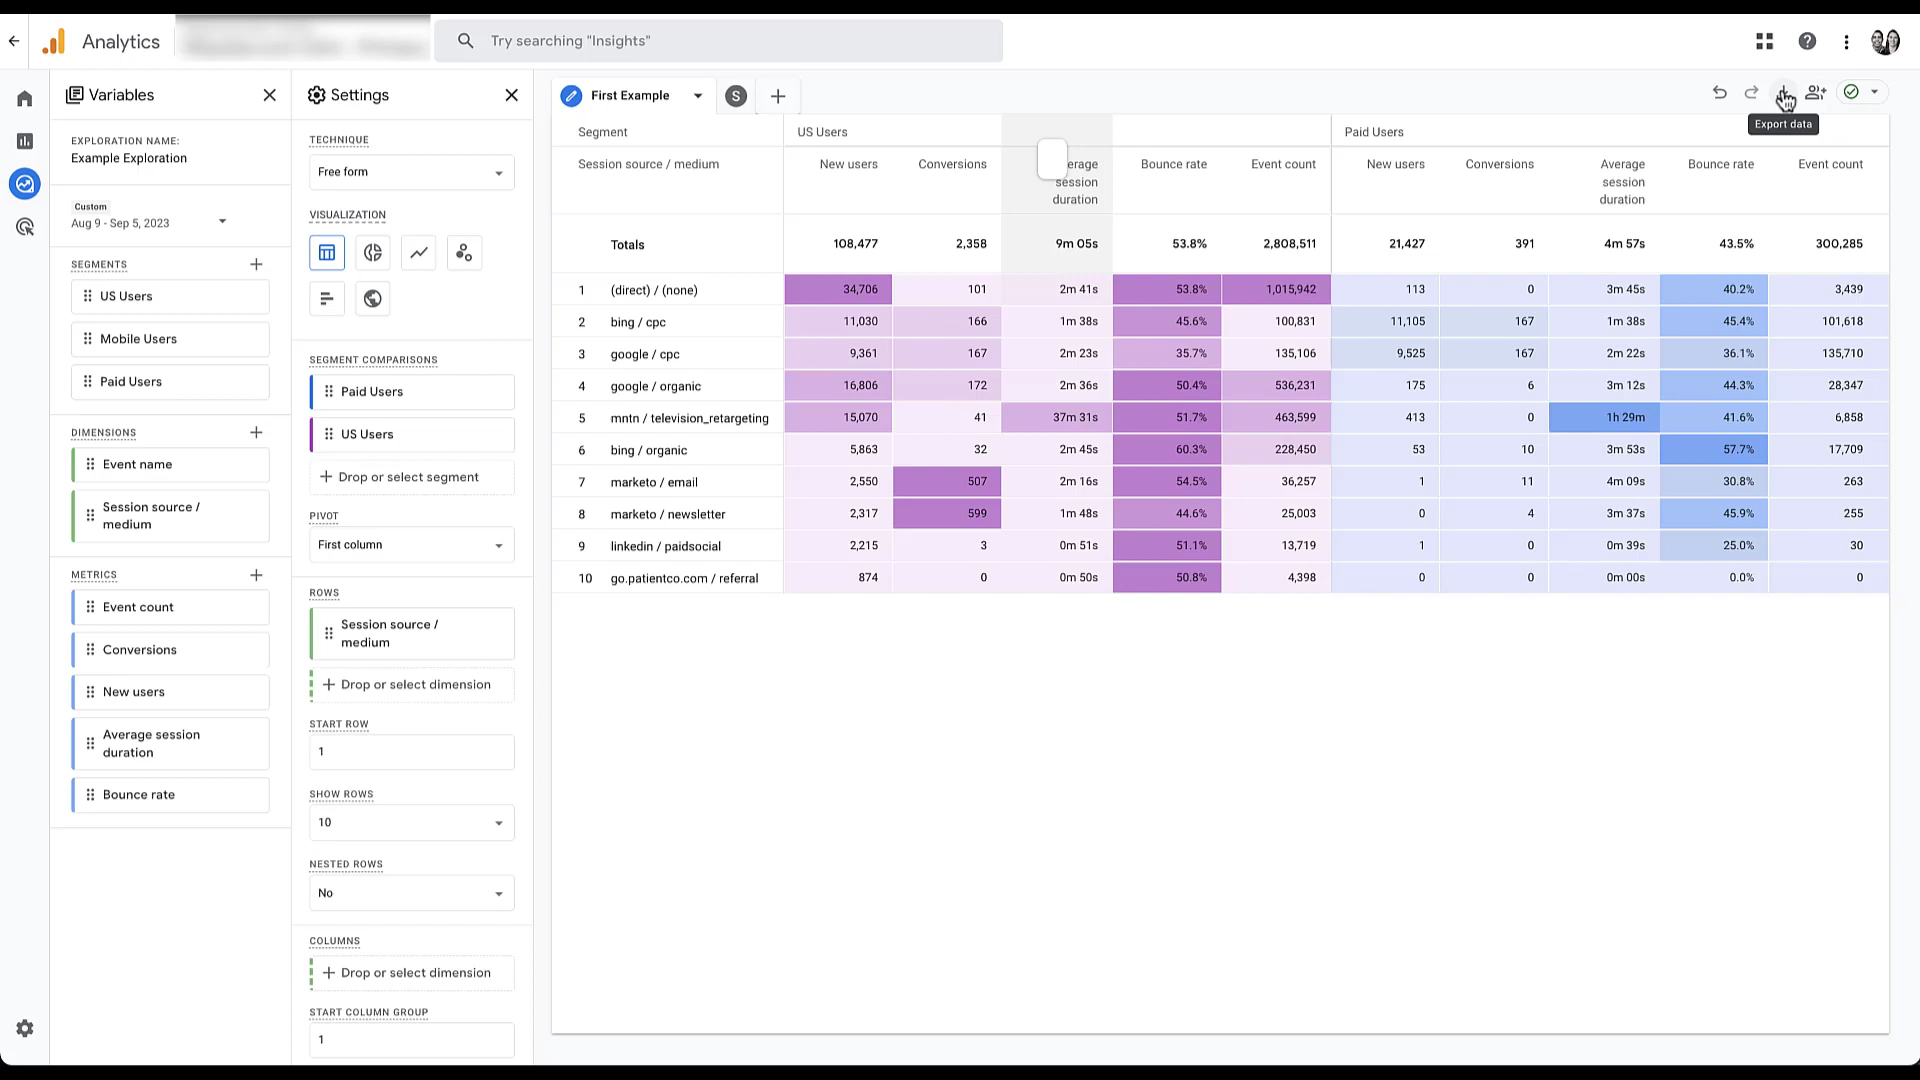 Analytics
Try searching "Insights"
Variables
Settings
First Example
S
Export data
EXPLORATION NAME:
Example Exploration
Custom
Aug 9 - Sep 5, 2023
SEGMENTS
US Users
Mobile Users
Paid Users
DIMENSIONS
Event name
Session source /
medium
METRICS
Event count
Conversions
New users
Average session
duration
Bounce rate
TECHNIQUE
Free form
VISUALIZATION
SEGMENT COMPARISONS
Paid Users
US Users
Drop or select segment
PIVOT
First column
ROWS
Session source /
medium
Drop or select dimension
START ROW
1
SHOW ROWS
10
NESTED ROWS
No
COLUMNS
Drop or select dimension
START COLUMN GROUP
1
Segment US Users Paid Users
Session source / medium New users Conversions erage Bounce rate Event count New users Conversions Average Bounce rate Event count
session session
duration duration
Totals 108,477 2,358 9m 05s 53.8% 2,808,511 21,427 391 4m 57s 43.5% 300,285
1 (direct) / (none) 34,706 101 2m 41s 53.8% 1,015,942 113 0 3m 45s 40.2% 3,439
2 bing / cpc 11,030 166 1m 38s 45.6% 100,831 11,105 167 1m 38s 45.4% 101,618
3 google / cpc 9,361 167 2m 23s 35.7% 135,106 9,525 167 2m 22s 36.1% 135,710
4 google / organic 16,806 172 2m 36s 50.4% 536,231 175 6 3m 12s 44.3% 28,347
5 mntn / television_retargeting 15,070 41 37m 31s 51.7% 463,599 413 0 1h 29m 41.6% 6,858
6 bing / organic 5,863 32 2m 45s 60.3% 228,450 53 10 3m 53s 57.7% 17,709
7 marketo / email 2,550 507 2m 16s 54.5% 36,257 1 11 4m 09s 30.8% 263
8 marketo / newsletter 2,317 599 1m 48s 44.6% 25,003 0 4 3m 37s 45.9% 255
9 linkedin / paidsocial 2,215 3 0m 51s 51.1% 13,719 1 0 0m 39s 25.0% 30
10 go.patientco.com / referral 874 0 0m 50s 50.8% 4,398 0 0 0m 00s 0.0% 0